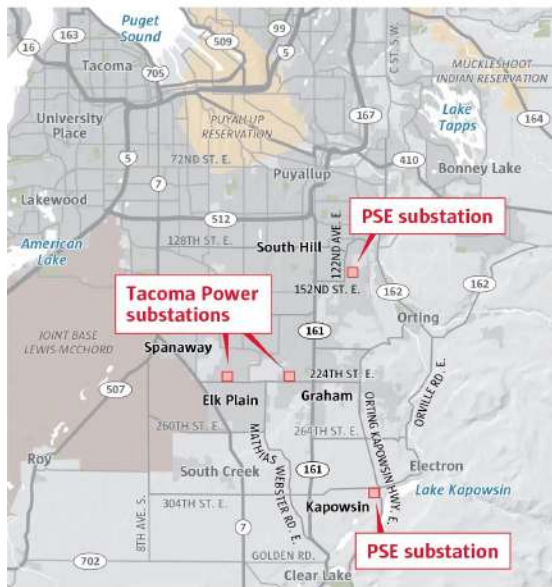 Puget
Sound
99
5
163
509
16
Tacoma
705
C ST. S.W.
MUCKLESHOOT
INDIAN RESERVATION
University
Place
PUYALLUP
RESERVATION
167
Lake
Tapps
164
5
72ND ST. E.
410
7
Puyallup
Bonney Lake
Lakewood
512
PSE substation
American
Lake
128TH ST. E.
South Hill
122ND AVE. E.
152ND ST. E.
162
162
Tacoma Power
substations
Orting
JOINT BASE
LEWIS-MCCHORD
Spanaway
161
507
224TH ST. E.
Elk Plain
Graham
ORTING KAPOWSIN HWY. E.
ORVILLE RD. E.
260TH ST. E.
264TH ST. E.
MATHIAS
WEBSTER RD. E.
Roy
South Creek
161
Electron
Lake Kapowsin
8TH AVE. S.
304TH ST. E.
Kapowsin
7
702
GOLDEN RD.
PSE substation
Clear Lake